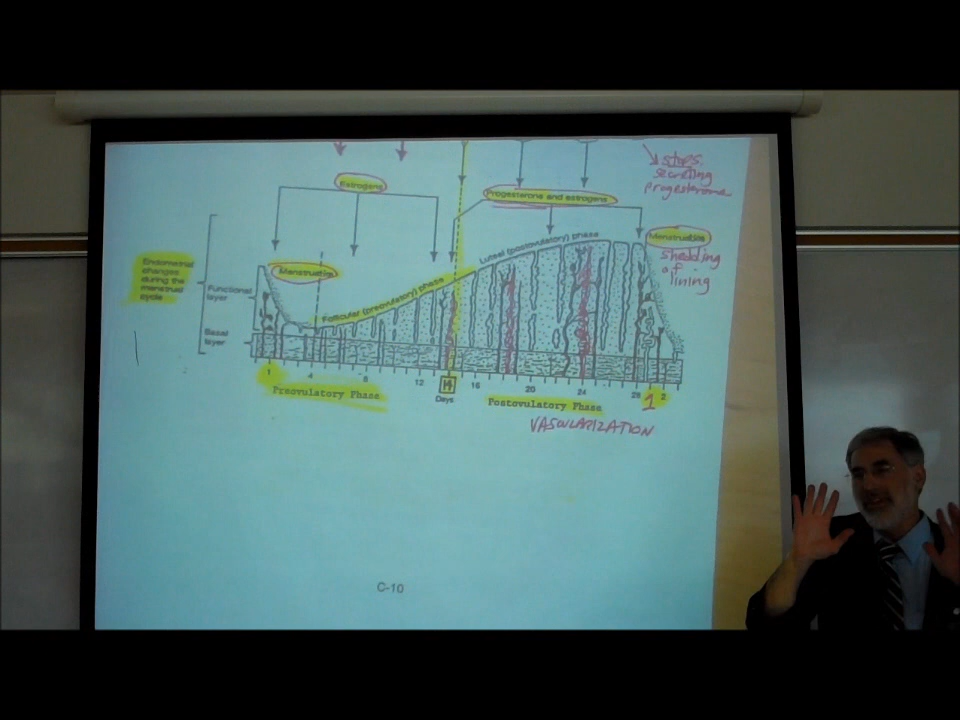 stops
secreting
progesterone
Estrogens
Progesterone and estrogens
Menstruation
shedding
of
lining
Luteal (postovulatory) phase
Endometrial
changes
during the
menstrual
cycle
Menstruation
Functional
layer
Follicular (preovulatory) phase
Basal
layer
1 4 8 12 14 16 20 24 28 1 2
Days
Preovulatory Phase
Postovulatory Phase
VASCULARIZATION
C-10